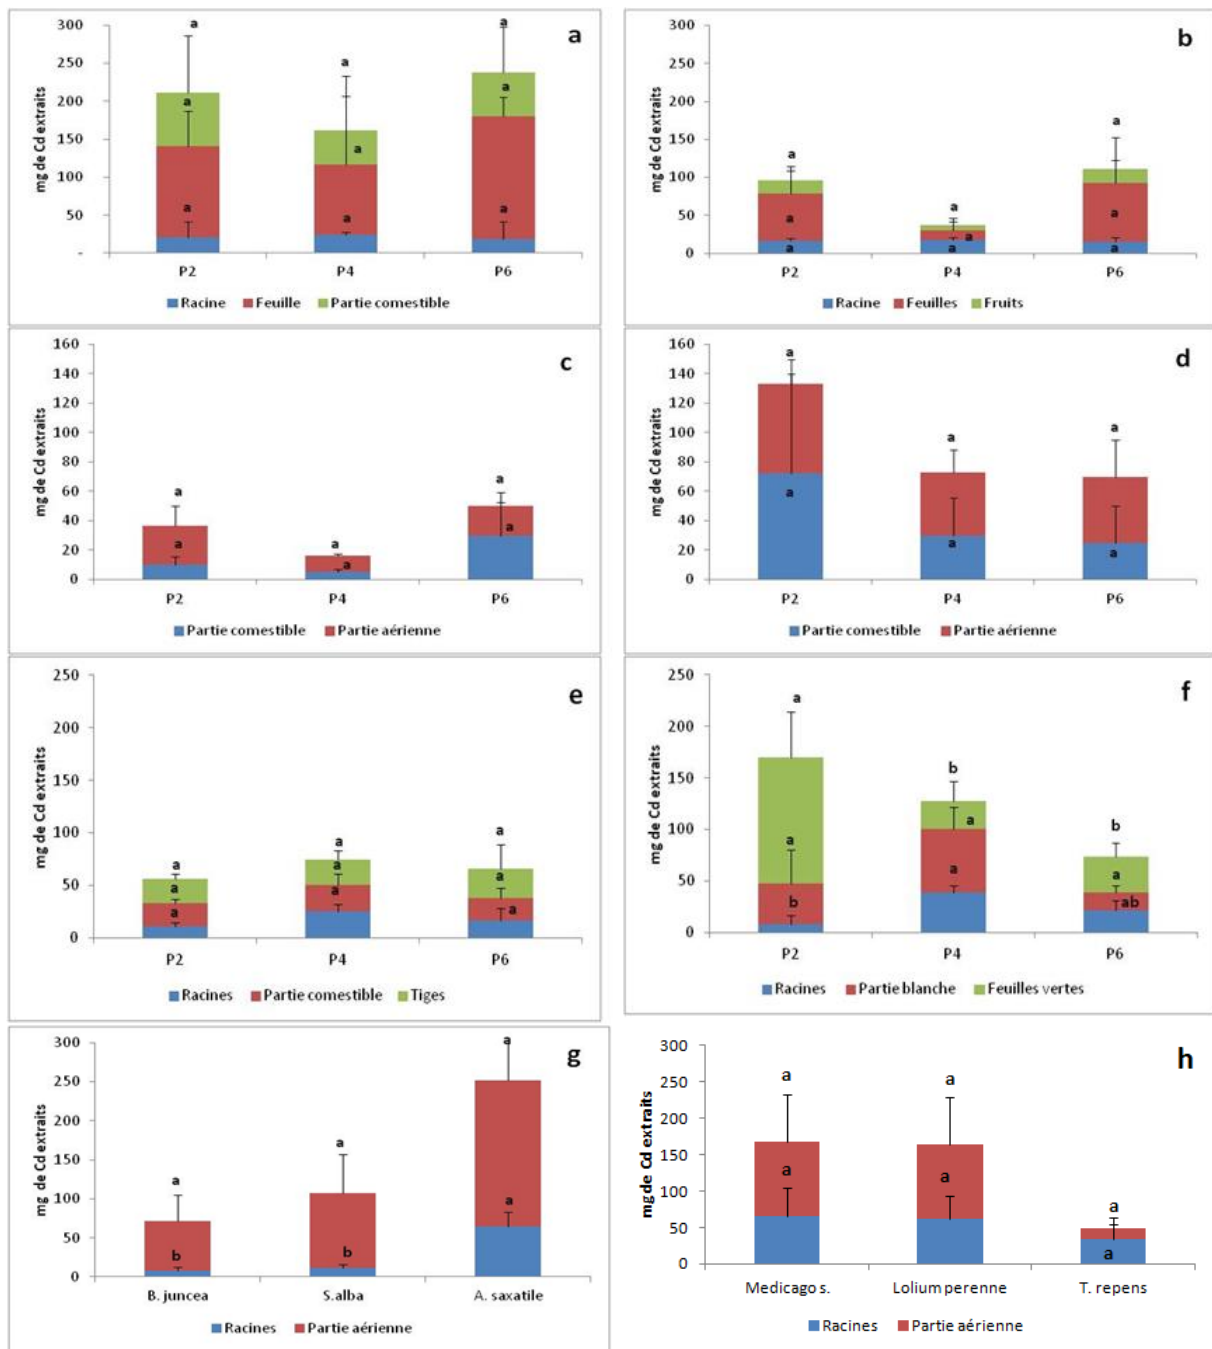 a
mg de Cd extraits
300
250
200
150
100
50
-
a a a
a a a
a a a
P2 P4 P6
Racine Feuille Partie comestible
b
mg de Cd extraits
300
250
200
150
100
50
0
a a a
a a a
a a a
P2 P4 P6
Racine Feuilles Fruits
c
mg de Cd extraits
160
140
120
100
80
60
40
20
0
a a a
a a a
P2 P4 P6
Partie comestible Partie aérienne
d
mg de Cd extraits
160
140
120
100
80
60
40
20
0
a a a
a a a
P2 P4 P6
Partie comestible Partie aérienne
e
mg de Cd extraits
250
200
150
100
50
0
a a a
a a a
a a a
P2 P4 P6
Racines Partie comestible Tiges
f
mg de Cd extraits
250
200
150
100
50
0
a b b
a a a
b a ab
P2 P4 P6
Racines Partie blanche Feuilles vertes
g
mg de Cd extraits
300
250
200
150
100
50
0
a a a
b b a
B. juncea S.alba A. saxatile
Racines Partie aérienne
h
mg de Cd extraits
300
250
200
150
100
50
0
a a a
a a a
Medicago s. Lolium perenne T. repens
Racines Partie aérienne